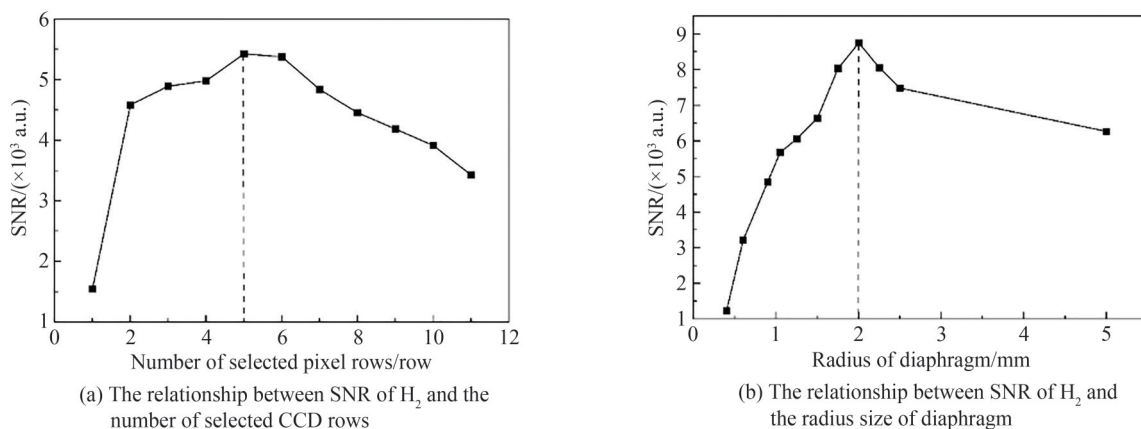 6
5
4
3
2
1
0 2 4 6 8 10 12
SNR/(×10³ a.u.)
Number of selected pixel rows/row
(a) The relationship between SNR of H₂ and the
number of selected CCD rows
9
8
7
6
5
4
3
2
1
0 1 2 3 4 5
SNR/(×10³ a.u.)
Radius of diaphragm/mm
(b) The relationship between SNR of H₂ and
the radius size of diaphragm